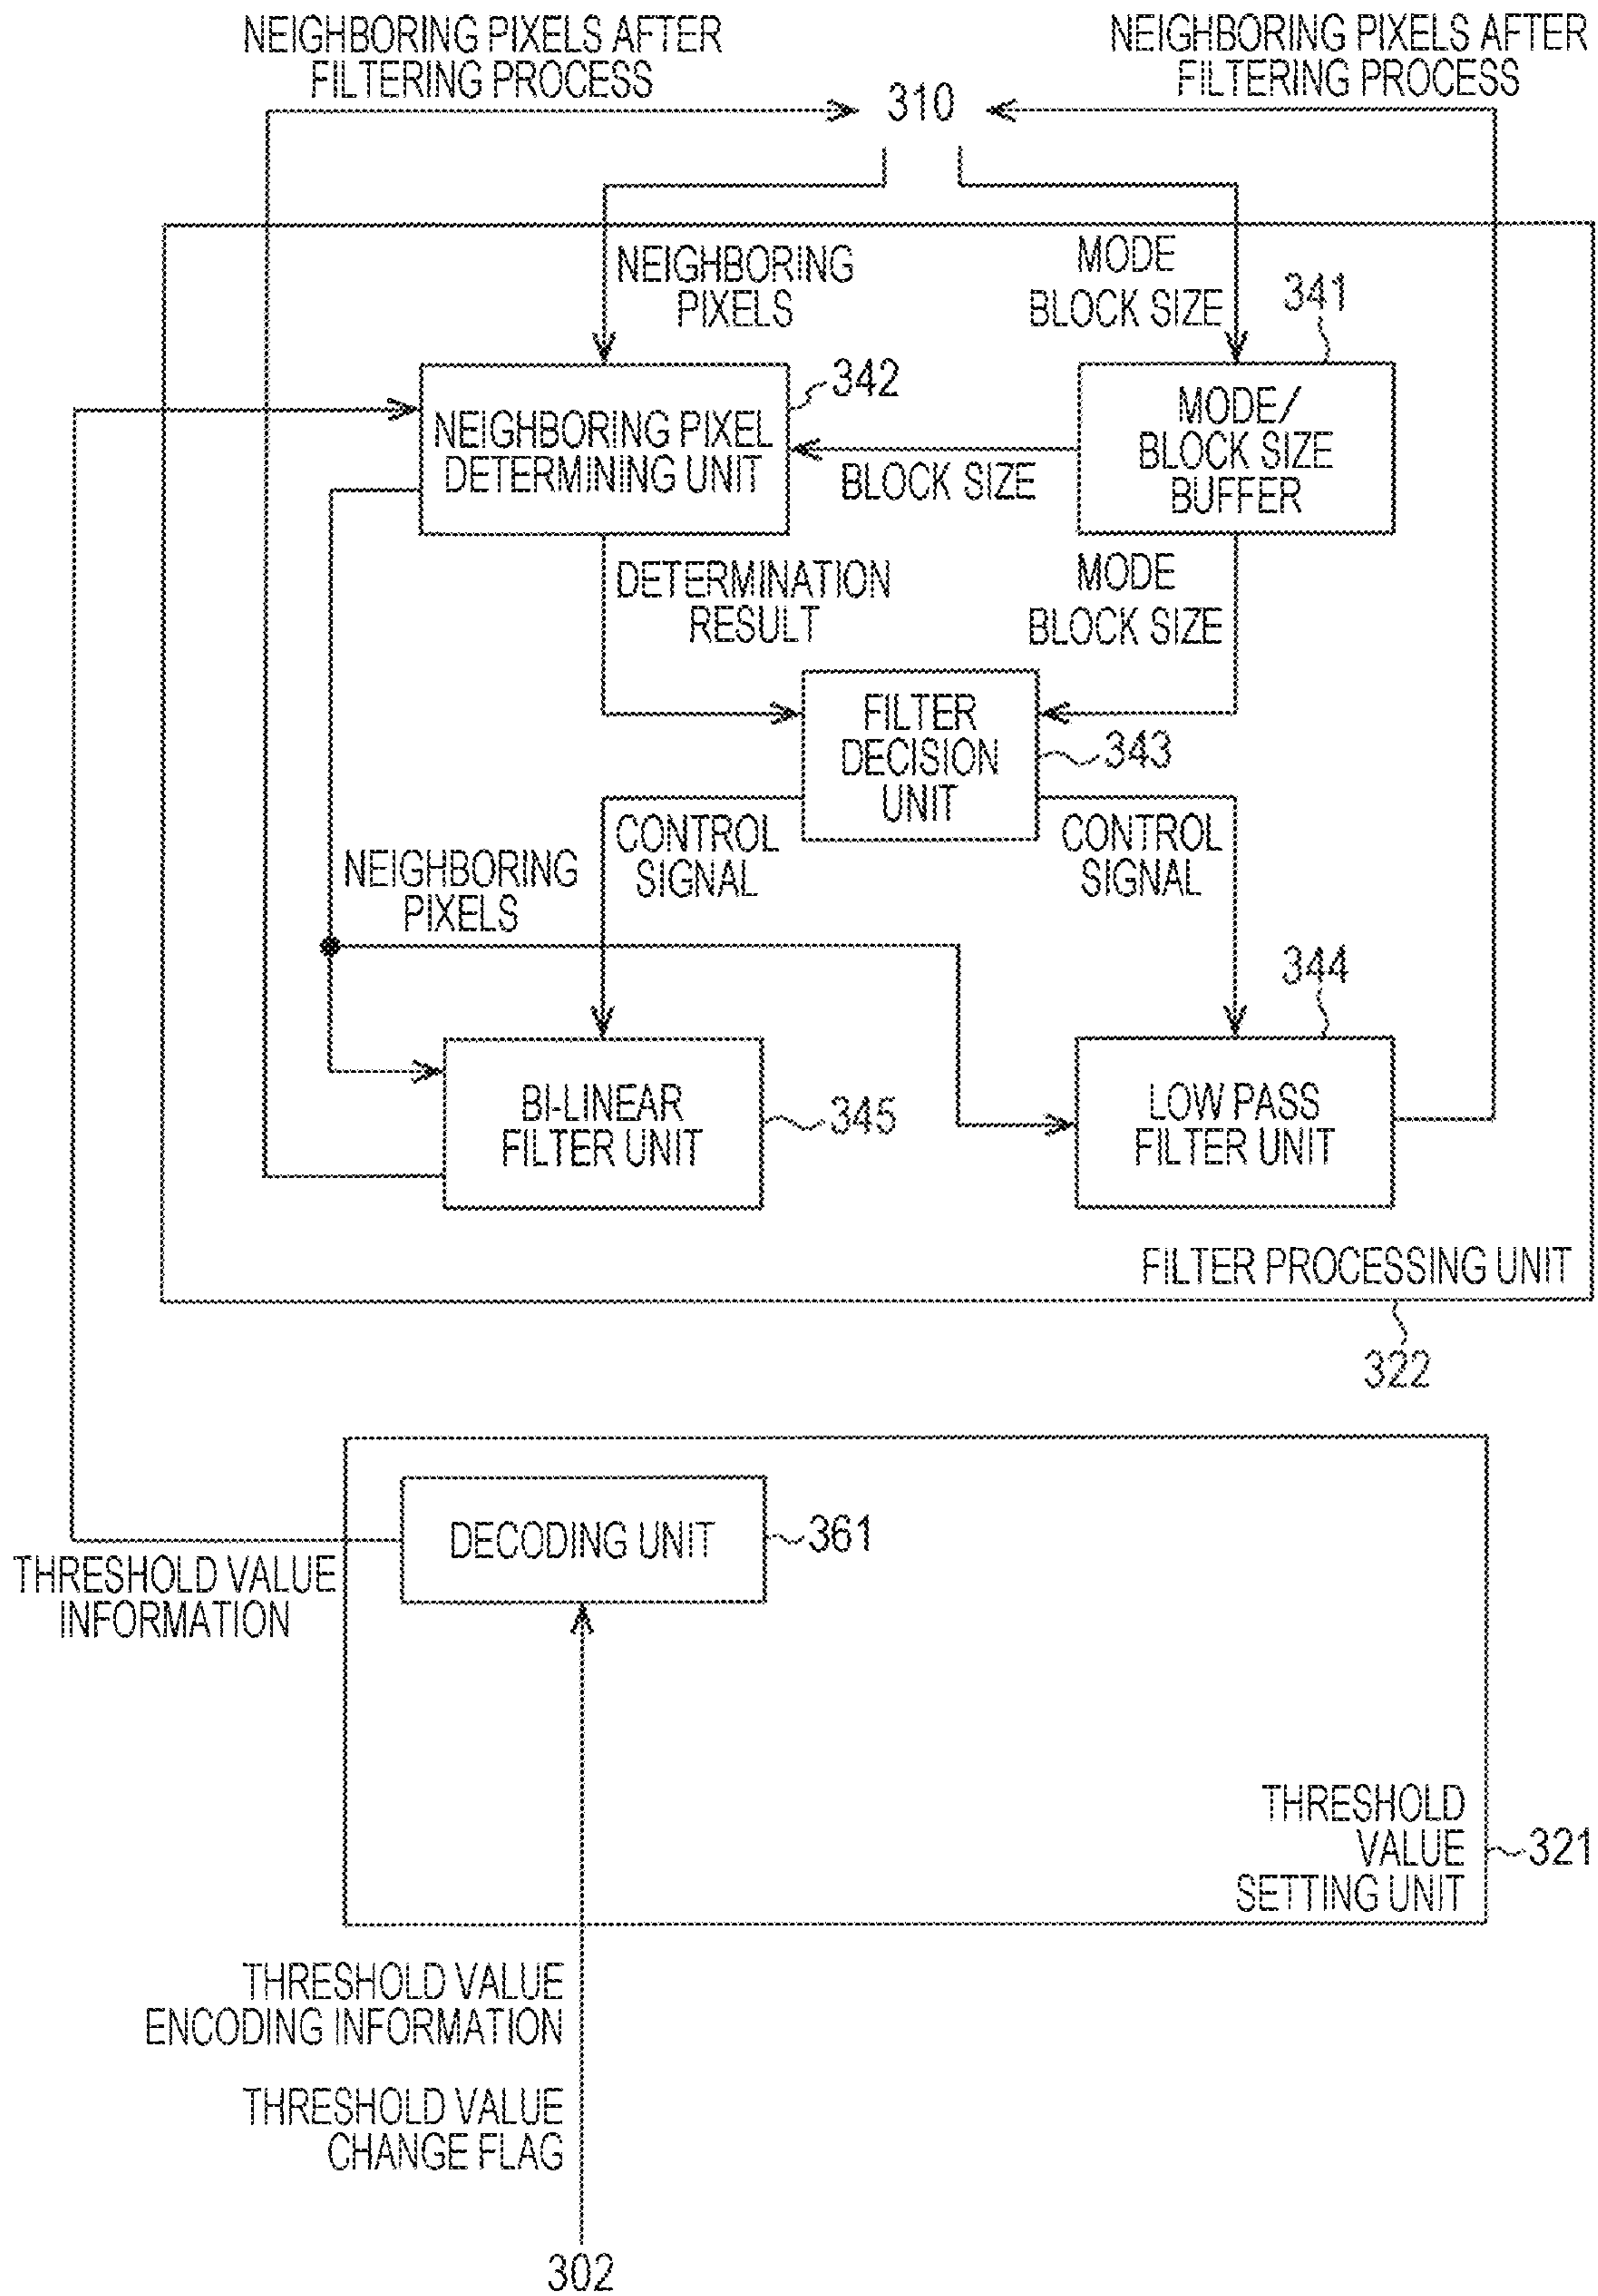 NEIGHBORING PIXELS AFTER
FILTERING PROCESS
NEIGHBORING PIXELS AFTER
FILTERING PROCESS
310
NEIGHBORING
PIXELS
MODE
BLOCK SIZE
341
342
NEIGHBORING PIXEL
DETERMINING UNIT
MODE/
BLOCK SIZE
BUFFER
BLOCK SIZE
DETERMINATION
RESULT
MODE
BLOCK SIZE
FILTER
DECISION
UNIT
343
CONTROL
SIGNAL
CONTROL
SIGNAL
NEIGHBORING
PIXELS
344
BI-LINEAR
FILTER UNIT
345
LOW PASS
FILTER UNIT
FILTER PROCESSING UNIT
322
DECODING UNIT
361
THRESHOLD VALUE
INFORMATION
THRESHOLD
VALUE
SETTING UNIT
321
THRESHOLD VALUE
ENCODING INFORMATION
THRESHOLD VALUE
CHANGE FLAG
302